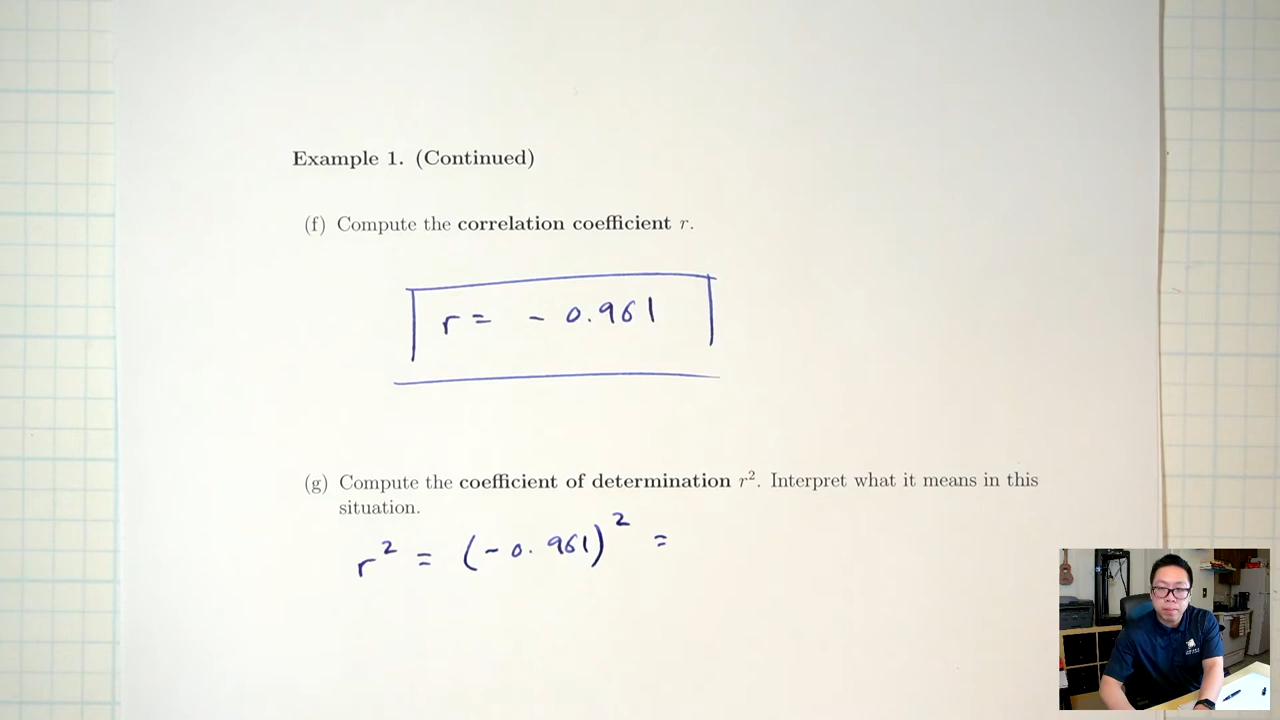 Example 1. (Continued)
(f) Compute the correlation coefficient r.
r = - 0.961
(g) Compute the coefficient of determination r². Interpret what it means in this
situation.
r² = (-0.961)² =